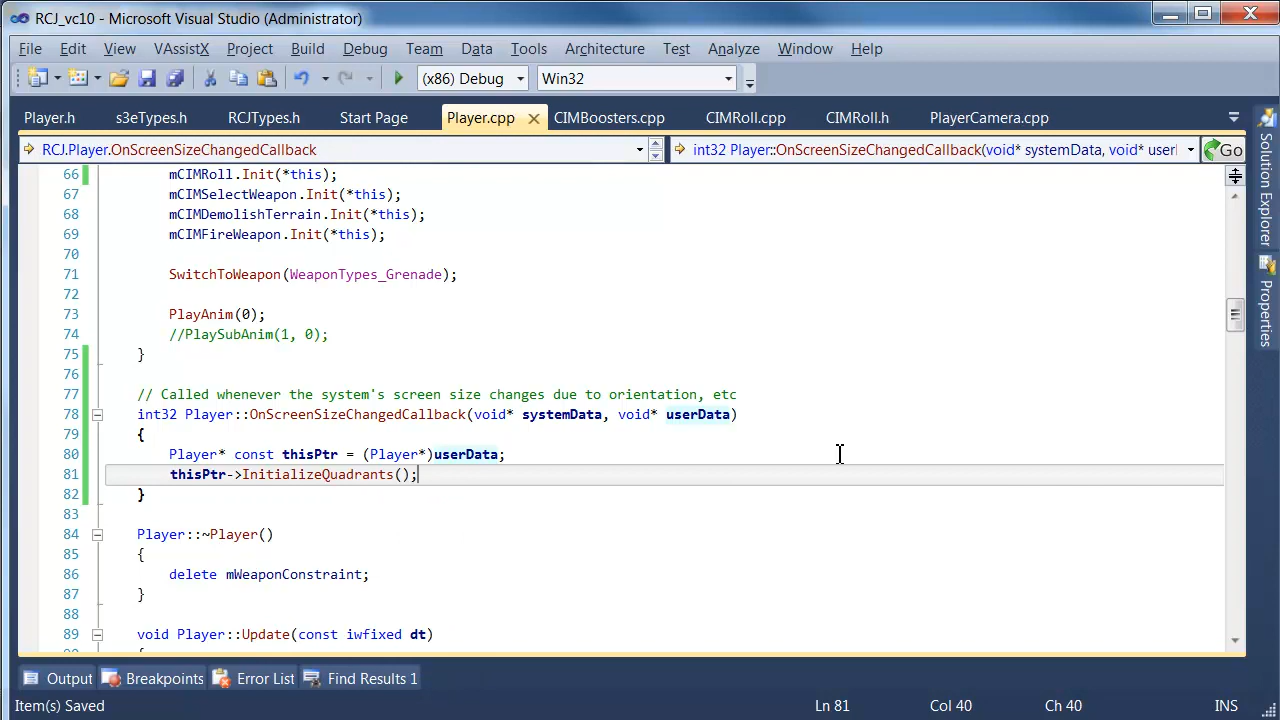 RCJ_vc10 - Microsoft Visual Studio (Administrator)
File Edit View VAssistX Project Build Debug Team Data Tools Architecture Test Analyze Window Help
(x86) Debug Win32
Player.h s3eTypes.h RCJTypes.h Start Page Player.cpp CIMBoosters.cpp CIMRoll.cpp CIMRoll.h PlayerCamera.cpp
RCJ.Player.OnScreenSizeChangedCallback int32 Player::OnScreenSizeChangedCallback(void* systemData, void* userl Go
66 mCIMRoll.Init(*this);
67 mCIMSelectWeapon.Init(*this);
68 mCIMDemolishTerrain.Init(*this);
69 mCIMFireWeapon.Init(*this);
70
71 SwitchToWeapon(WeaponTypes_Grenade);
72
73 PlayAnim(0);
74 //PlaySubAnim(1, 0);
75 }
76
77 // Called whenever the system's screen size changes due to orientation, etc
78 int32 Player::OnScreenSizeChangedCallback(void* systemData, void* userData)
79 {
80 Player* const thisPtr = (Player*)userData;
81 thisPtr->InitializeQuadrants();
82 }
83
84 Player::~Player()
85 {
86 delete mWeaponConstraint;
87 }
88
89 void Player::Update(const iwfixed dt)
Solution Explorer
Properties
Output Breakpoints Error List Find Results 1
Item(s) Saved Ln 81 Col 40 Ch 40 INS